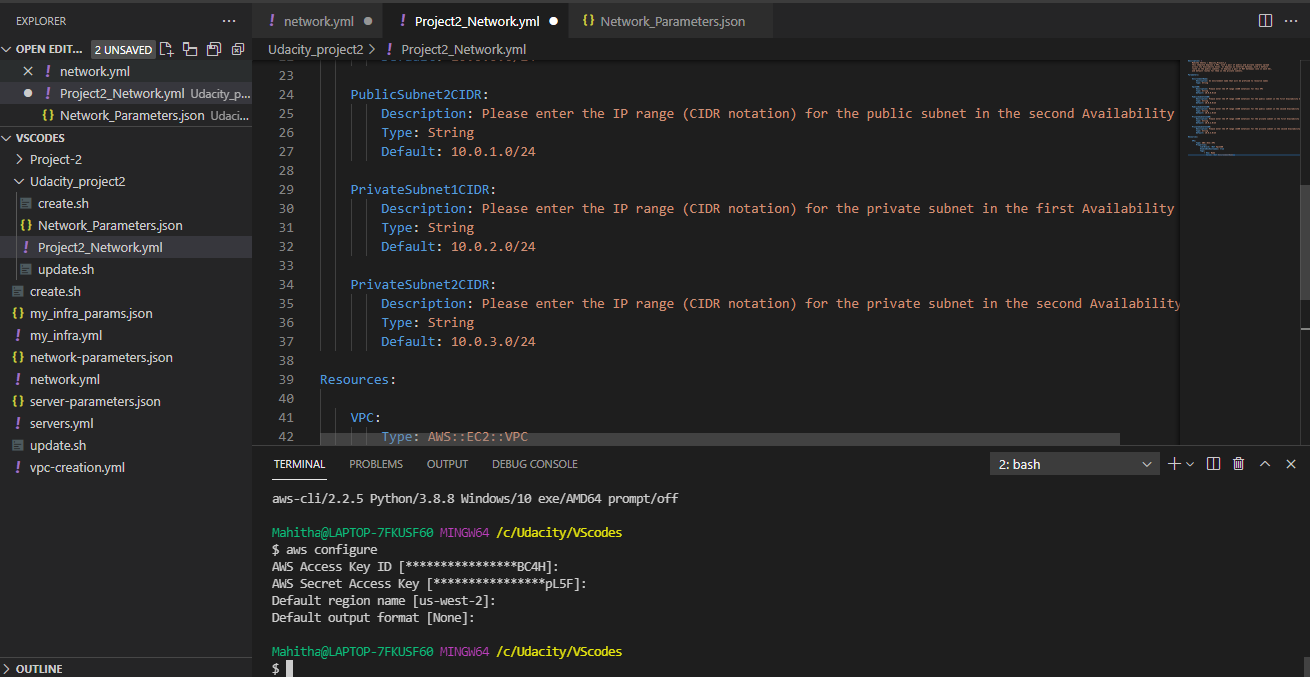 EXPLORER ...
OPEN EDIT... 2 UNSAVED
network.yml
Project2_Network.yml Udacity_p...
Network_Parameters.json Udaci...
VSCODES
Project-2
Udacity_project2
create.sh
Network_Parameters.json
Project2_Network.yml
update.sh
create.sh
my_infra_params.json
my_infra.yml
network-parameters.json
network.yml
server-parameters.json
servers.yml
update.sh
vpc-creation.yml
OUTLINE
network.yml Project2_Network.yml Network_Parameters.json
Udacity_project2 > Project2_Network.yml
23
24 PublicSubnet2CIDR:
25 Description: Please enter the IP range (CIDR notation) for the public subnet in the second Availability
26 Type: String
27 Default: 10.0.1.0/24
28
29 PrivateSubnet1CIDR:
30 Description: Please enter the IP range (CIDR notation) for the private subnet in the first Availability
31 Type: String
32 Default: 10.0.2.0/24
33
34 PrivateSubnet2CIDR:
35 Description: Please enter the IP range (CIDR notation) for the private subnet in the second Availability
36 Type: String
37 Default: 10.0.3.0/24
38
39 Resources:
40
41 VPC:
42 Type: AWS::EC2::VPC
TERMINAL PROBLEMS OUTPUT DEBUG CONSOLE 2: bash
aws-cli/2.2.5 Python/3.8.8 Windows/10 exe/AMD64 prompt/off
Mahitha@LAPTOP-7FKUSF60 MINGW64 /c/Udacity/VScodes
$ aws configure
AWS Access Key ID [****************BC4H]:
AWS Secret Access Key [****************pL5F]:
Default region name [us-west-2]:
Default output format [None]:
Mahitha@LAPTOP-7FKUSF60 MINGW64 /c/Udacity/VScodes
$